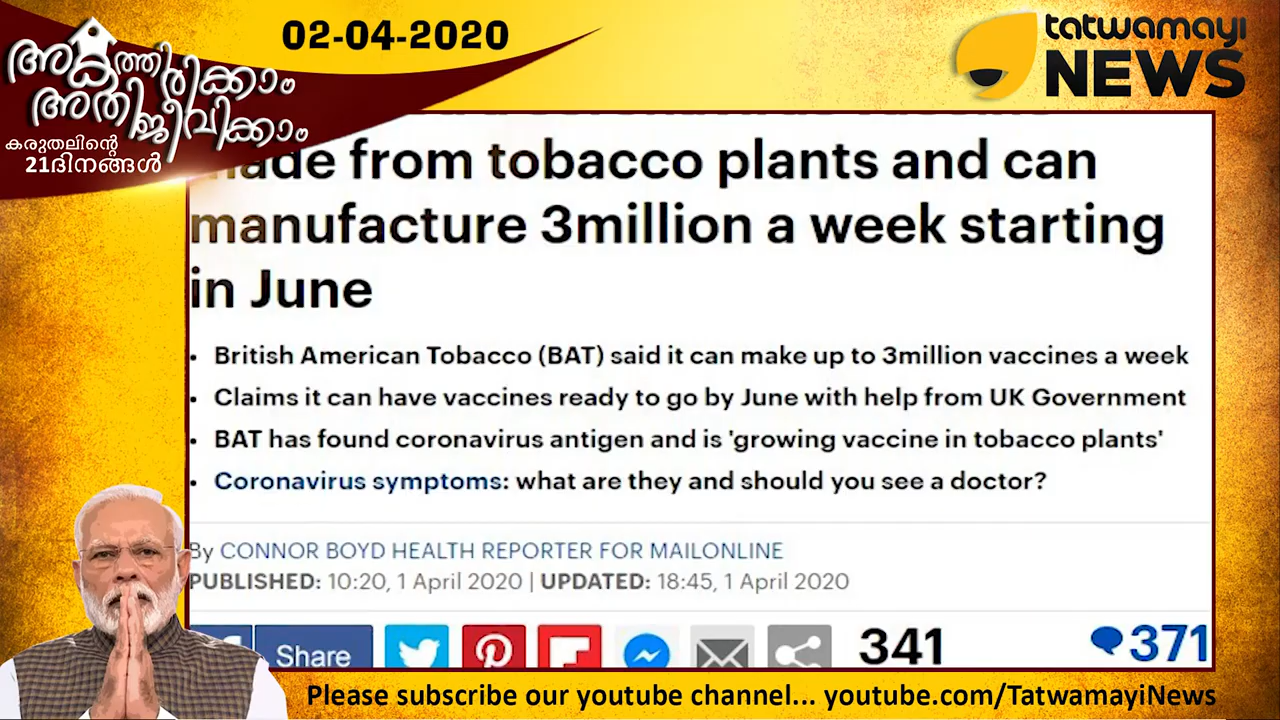 02-04-2020
tatwamayi
NEWS
അകത്തിരിക്കാം
അതിജീവിക്കാം
കരുതലിന്റെ
21ദിനങ്ങൾ
from tobacco plants and can
manufacture 3million a week starting
in June
• British American Tobacco (BAT) said it can make up to 3million vaccines a week
• Claims it can have vaccines ready to go by June with help from UK Government
• BAT has found coronavirus antigen and is 'growing vaccine in tobacco plants'
• Coronavirus symptoms: what are they and should you see a doctor?
By CONNOR BOYD HEALTH REPORTER FOR MAILONLINE
PUBLISHED: 10:20, 1 April 2020 | UPDATED: 18:45, 1 April 2020
Share
341
371
Please subscribe our youtube channel... youtube.com/TatwamayiNews